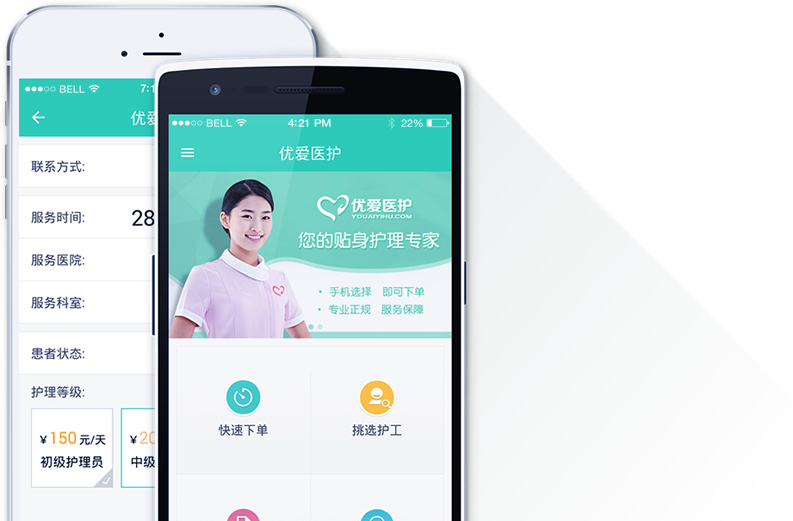 BELL
7:1
优爱
联系方式:
服务时间:
28
服务医院:
服务科室:
患者状态:
护理等级:
¥150元/天
初级护理员
¥20
中级
BELL 4:21 PM 22%
优爱医护
优爱医护
YOUAIYIHU.COM
您的贴身护理专家
• 手机选择 即可下单
• 专业正规 服务保障
快速下单
挑选护工